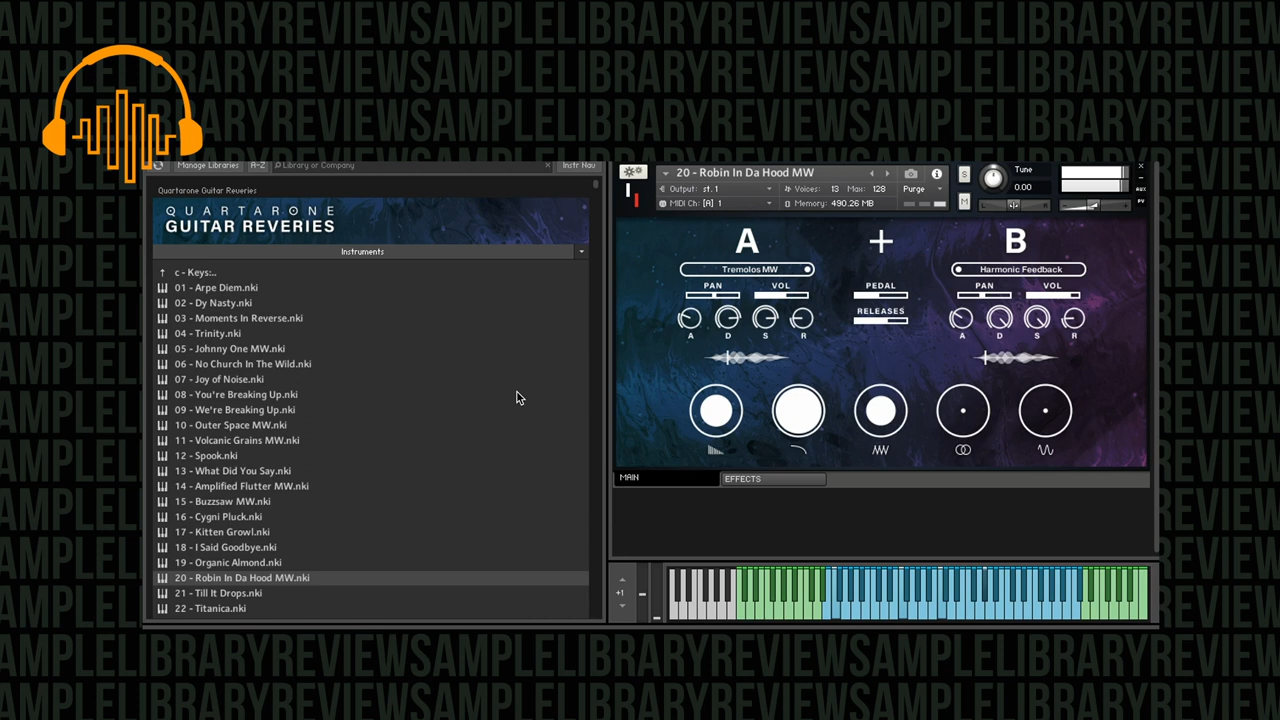 SAMPLELIBRARYREVIEWSAMPLELIBRARYREVIEWSAMPLE
Manage Libraries A-Z Library or Company × Instr Nav
Quartarone Guitar Reveries
QUARTARONE
GUITAR REVERIES
Instruments
c - Keys:..
01 - Arpe Diem.nki
02 - Dy Nasty.nki
03 - Moments In Reverse.nki
04 - Trinity.nki
05 - Johnny One MW.nki
06 - No Church In The Wild.nki
07 - Joy of Noise.nki
08 - You're Breaking Up.nki
09 - We're Breaking Up.nki
10 - Outer Space MW.nki
11 - Volcanic Grains MW.nki
12 - Spook.nki
13 - What Did You Say.nki
14 - Amplified Flutter MW.nki
15 - Buzzsaw MW.nki
16 - Cygni Pluck.nki
17 - Kitten Growl.nki
18 - I Said Goodbye.nki
19 - Organic Almond.nki
20 - Robin In Da Hood MW.nki
21 - Till It Drops.nki
22 - Titanica.nki
20 - Robin In Da Hood MW
Output: st. 1 Voices: 13 Max: 128 Purge
MIDI Ch: [A] 1 Memory: 490.26 MB
S
M
Tune
0.00
L R
AUX
PV
A + B
Tremolos MW Harmonic Feedback
PAN VOL PEDAL PAN VOL
RELEASES
A D S R A D S R
MAIN EFFECTS
+1